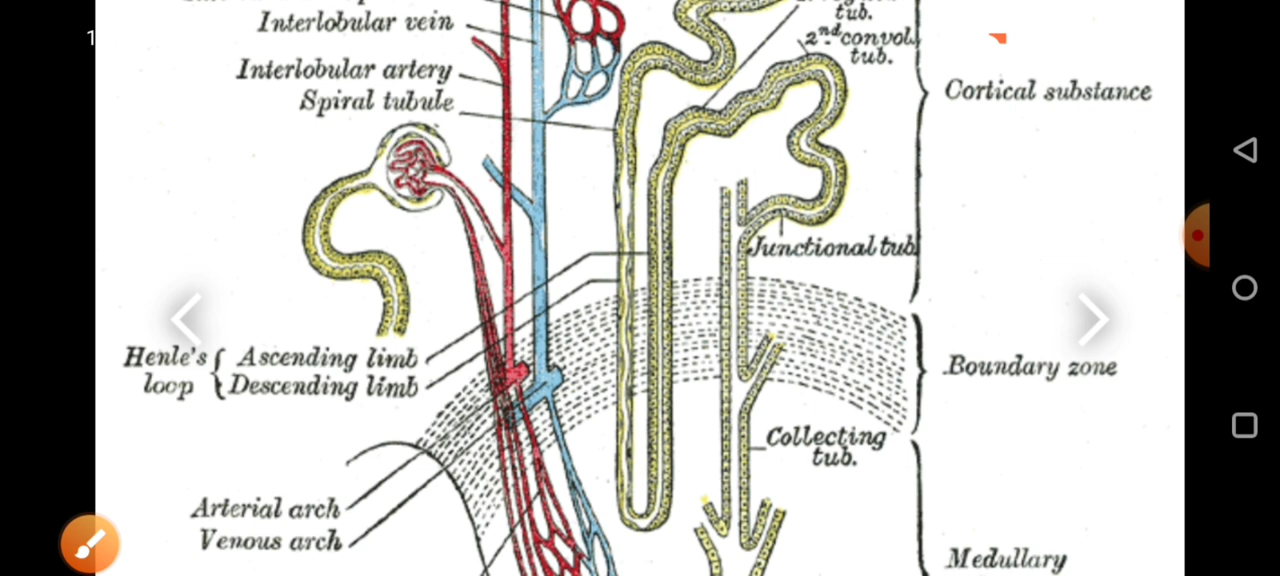 Interlobular vein
Interlobular artery
Spiral tubule
tub.
2nd convol.
tub.
Cortical substance
Junctional tub.
Henle's { Ascending limb
loop { Descending limb
Boundary zone
Collecting
tub.
Arterial arch
Venous arch
Medullary
1